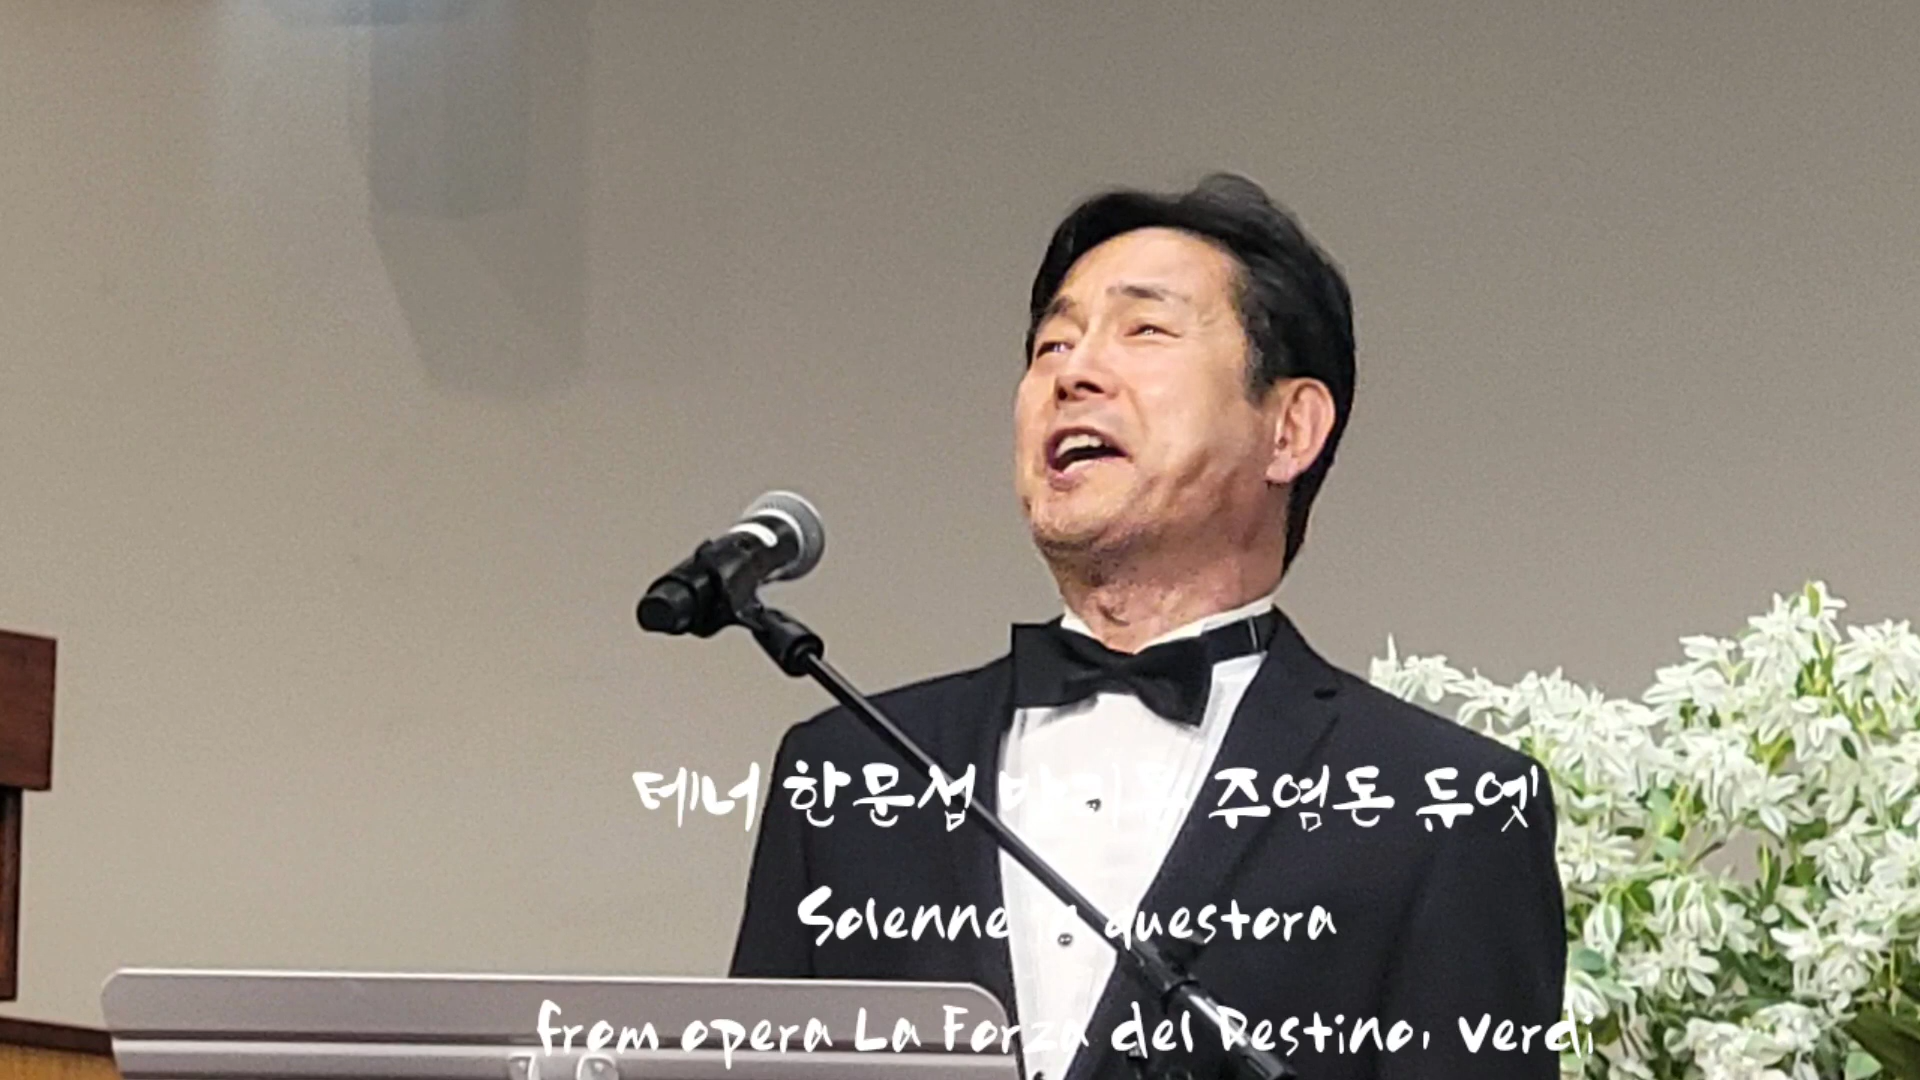 테너 한문섭 주염돈 듀엣
Solenne in questora
from opera La Forza del Destino, Verdi